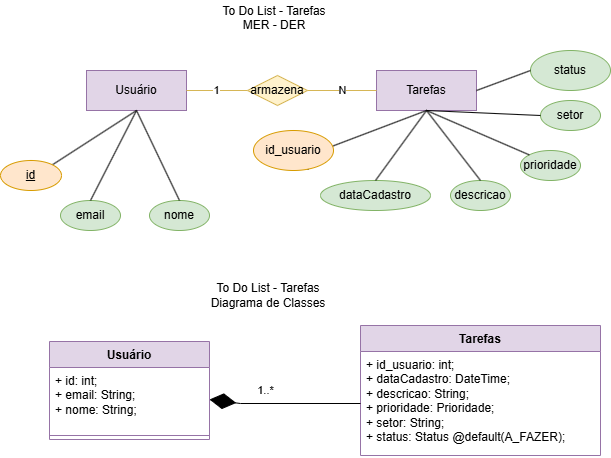 To Do List - Tarefas
MER - DER
Usuário
1
armazena
N
Tarefas
status
setor
prioridade
id_usuario
id
email
nome
dataCadastro
descricao
To Do List - Tarefas
Diagrama de Classes
Usuário
+ id: int;
+ email: String;
+ nome: String;
1..*
Tarefas
+ id_usuario: int;
+ dataCadastro: DateTime;
+ descricao: String;
+ prioridade: Prioridade;
+ setor: String;
+ status: Status @default(A_FAZER);